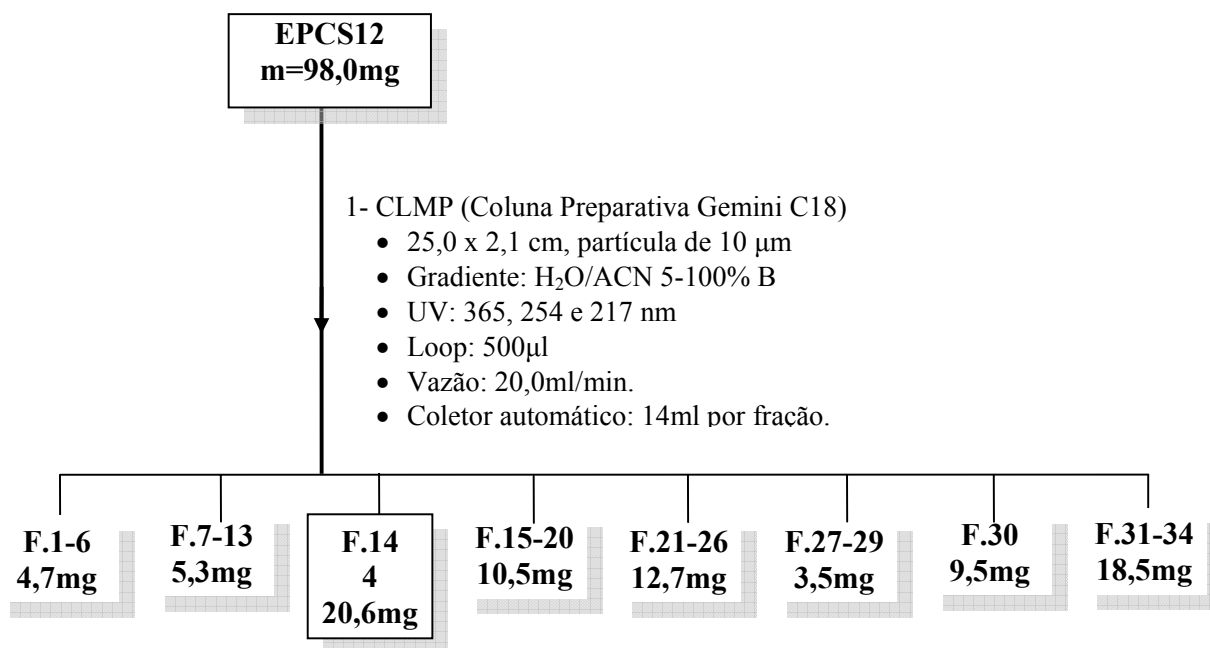 EPCS12
m=98,0mg
1- CLMP (Coluna Preparativa Gemini C18)
• 25,0 x 2,1 cm, partícula de 10 μm
• Gradiente: H₂O/ACN 5-100% B
• UV: 365, 254 e 217 nm
• Loop: 500μl
• Vazão: 20,0ml/min.
• Coletor automático: 14ml por fração.
F.1-6
4,7mg
F.7-13
5,3mg
F.14
4
20,6mg
F.15-20
10,5mg
F.21-26
12,7mg
F.27-29
3,5mg
F.30
9,5mg
F.31-34
18,5mg